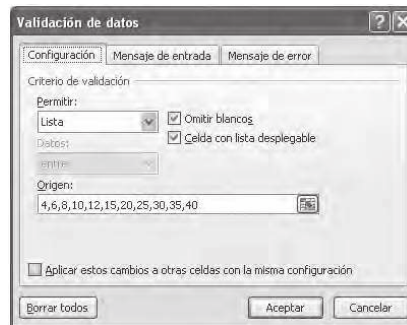 Validación de datos
Configuración
Mensaje de entrada
Mensaje de error
Criterio de validación
Permitir:
Lista
Omitir blancos
Celda con lista desplegable
Datos:
entre
Origen:
4,6,8,10,12,15,20,25,30,35,40
Aplicar estos cambios a otras celdas con la misma configuración
Borrar todos
Aceptar
Cancelar